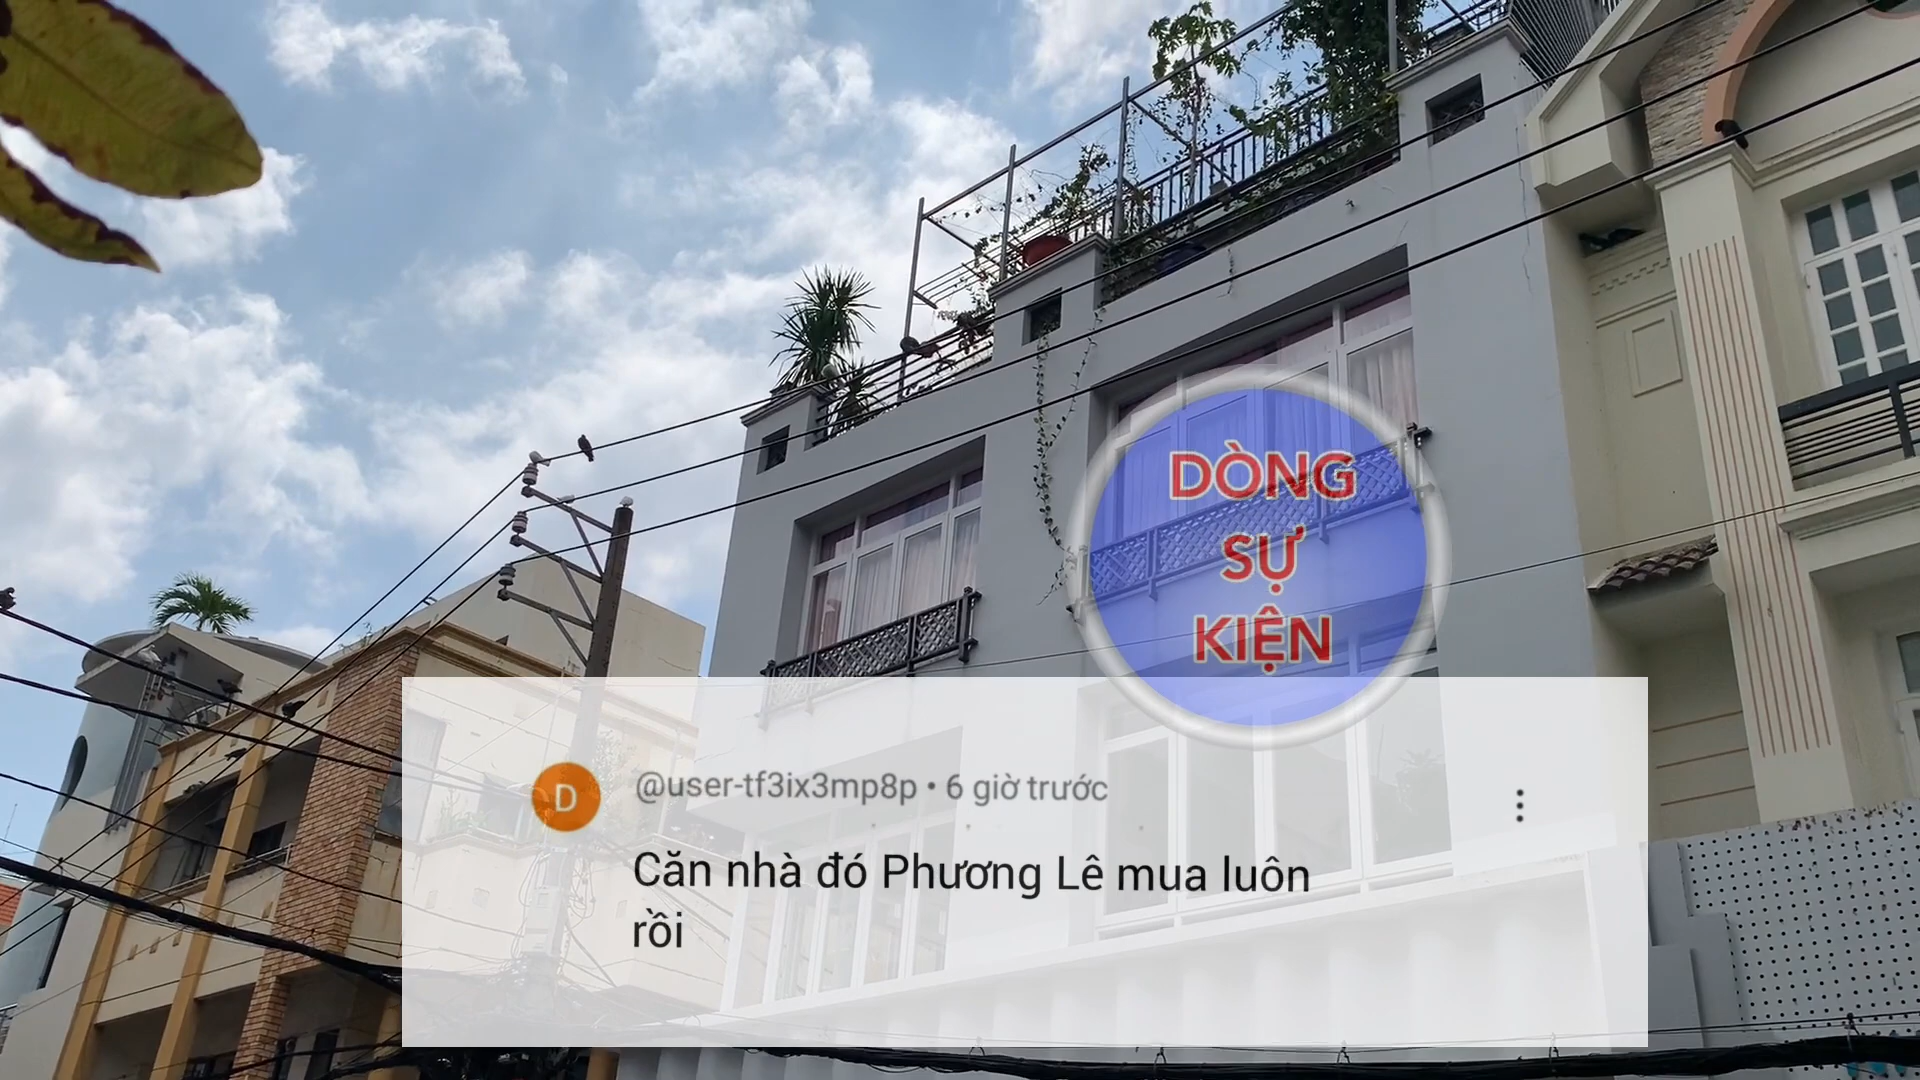 DÒNG
SỰ
KIỆN
D
@user-tf3ix3mp8p • 6 giờ trước
Căn nhà đó Phương Lê mua luôn
rồi